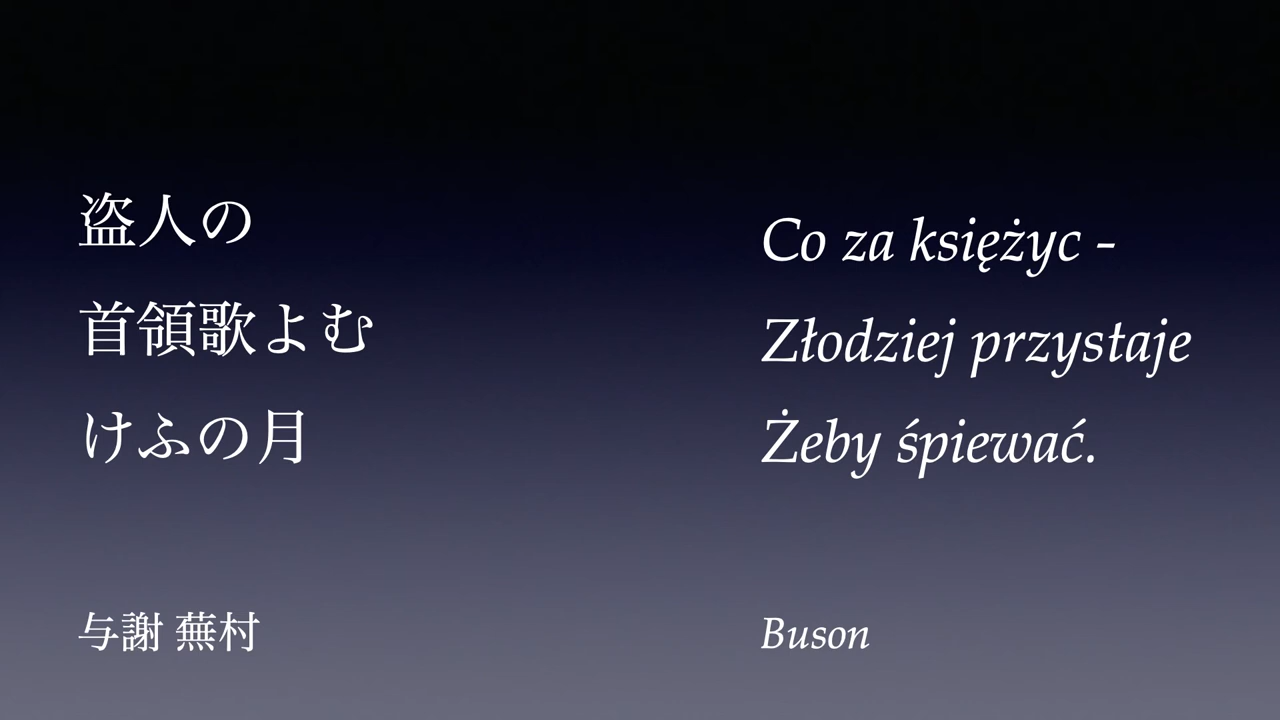 盗人の
首領歌よむ
けふの月
与謝 蕪村
Co za księżyc -
Złodziej przystaje
Żeby śpiewać.
Buson